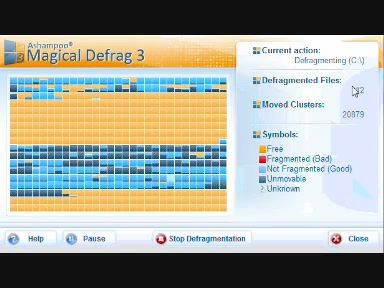 Ashampoo®
Magical Defrag 3
Current action:
Defragmenting (C:\)
Defragmented Files:
Moved Clusters:
20879
Symbols:
Free
Fragmented (Bad)
Not Fragmented (Good)
Unmovable
Unknown
Help
Pause
Stop Defragmentation
Close